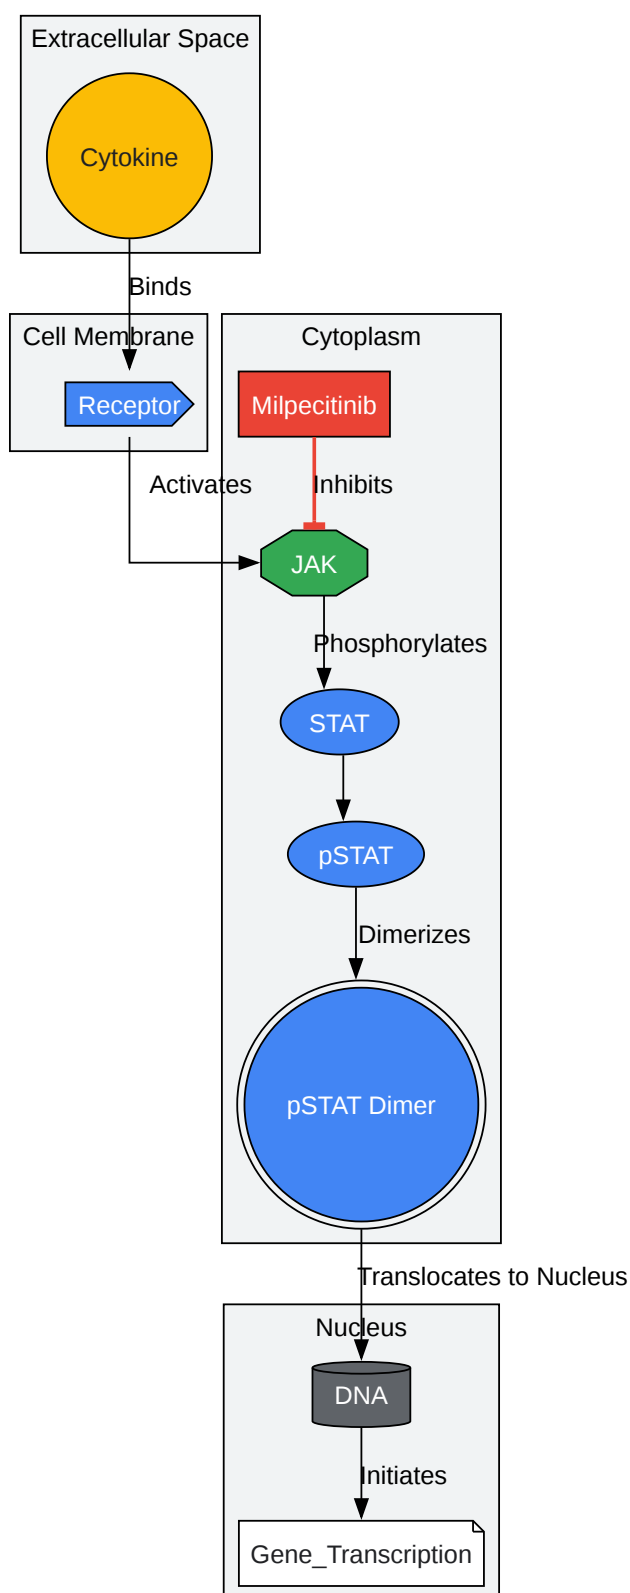 Extracellular Space
Cytokine
Binds
Cell Membrane
Receptor
Activates
Cytoplasm
Milpecitinib
Inhibits
JAK
Phosphorylates
STAT
pSTAT
Dimerizes
pSTAT Dimer
Translocates to Nucleus
Nucleus
DNA
Initiates
Gene_Transcription